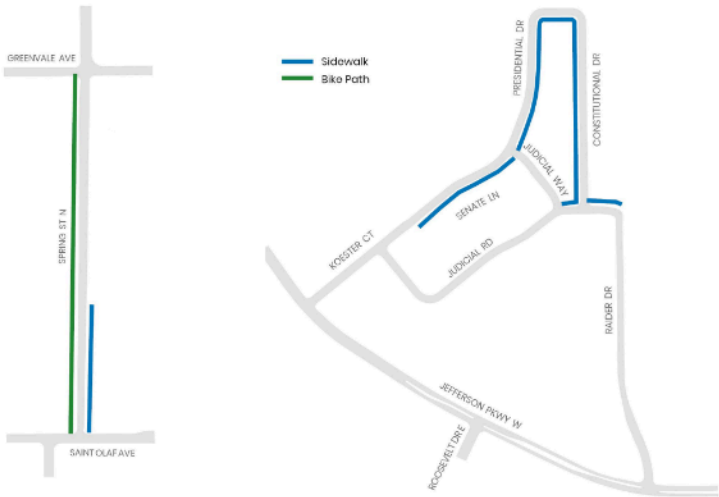 GREENVALE AVE
SPRING ST N
SAINT OLAF AVE
Sidewalk
Bike Path
PRESIDENTIAL DR
CONSTITUTIONAL DR
JUDICIAL WAY
SENATE LN
KOESTER CT
JUDICIAL RD
RAIDER DR
JEFFERSON PKWY W
ROOSEVELT DR E